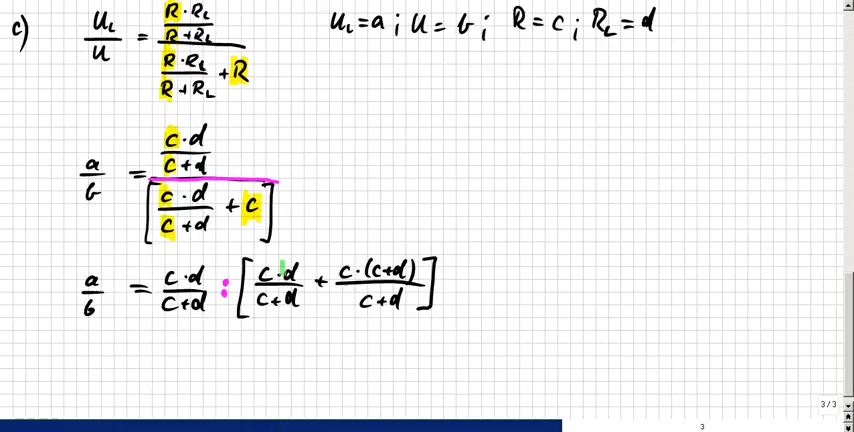 c) U_L/U = ((R·R_L)/(R+R_L))/((R·R_L)/(R+R_L) + R) U_L = a ; U = b ; R = c ; R_L = d
a/b = ((c·d)/(c+d))/[(c·d)/(c+d) + c]
a/b = (c·d)/(c+d) : [(c·d)/(c+d) + (c·(c+d))/(c+d)]
3/3
3